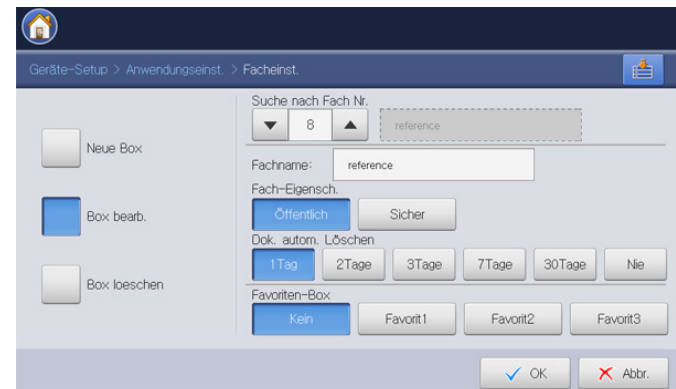 Geräte-Setup > Anwendungseinst. > Facheinst.
Suche nach Fach Nr.
8 reference
Neue Box
Fachname: reference
Fach-Eigensch.
Box bearb.
Öffentlich Sicher
Dok. autom. Löschen
1Tag 2Tage 3Tage 7Tage 30Tage Nie
Box loeschen
Favoriten-Box
Kein Favorit1 Favorit2 Favorit3
OK Abbr.